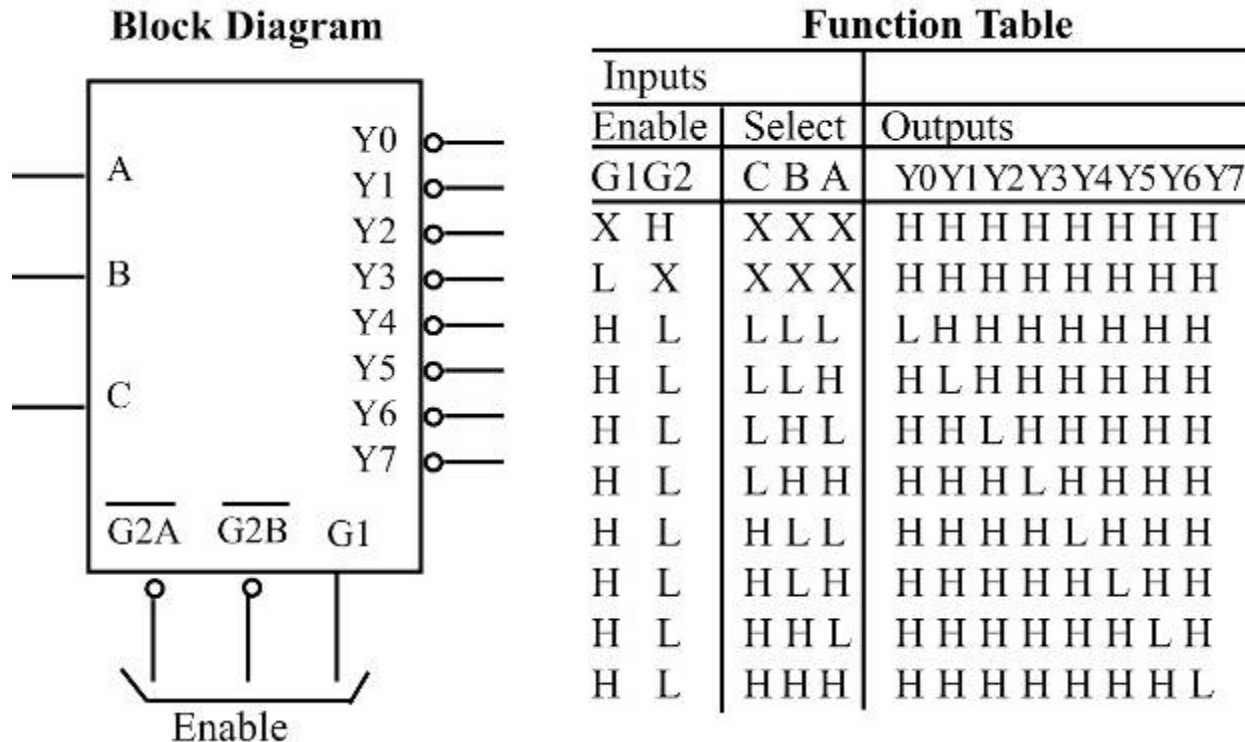 Block Diagram
A
B
C
Y0
Y1
Y2
Y3
Y4
Y5
Y6
Y7
G2A G2B G1
Enable
Function Table
Inputs
Enable Select Outputs
G1G2 C B A Y0Y1Y2Y3Y4Y5Y6Y7
X H X X X H H H H H H H H
L X X X X H H H H H H H H
H L L L L L H H H H H H H
H L L L H H L H H H H H H
H L L H L H H L H H H H H
H L L H H H H H L H H H H
H L H L L H H H H L H H H
H L H L H H H H H H L H H
H L H H L H H H H H H L H
H L H H H H H H H H H H L